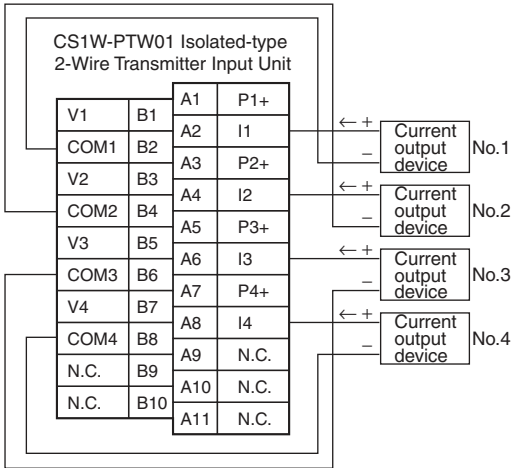 CS1W-PTW01 Isolated-type
2-Wire Transmitter Input Unit
V1 B1
COM1 B2
V2 B3
COM2 B4
V3 B5
COM3 B6
V4 B7
COM4 B8
N.C. B9
N.C. B10
A1 P1+
A2 I1
A3 P2+
A4 I2
A5 P3+
A6 I3
A7 P4+
A8 I4
A9 N.C.
A10 N.C.
A11 N.C.
← +
−
Current
output
device
No.1
← +
−
Current
output
device
No.2
← +
−
Current
output
device
No.3
← +
−
Current
output
device
No.4